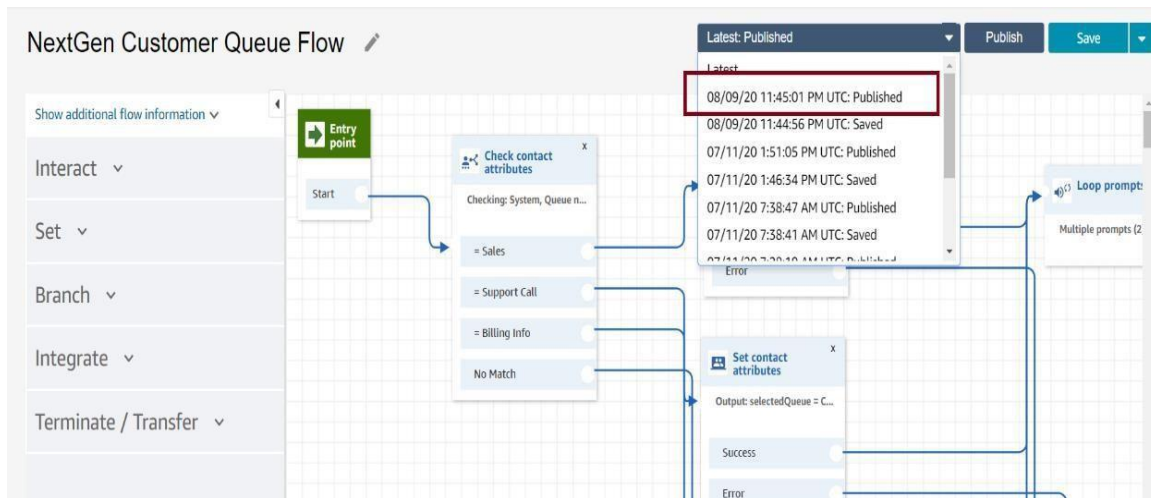 NextGen Customer Queue Flow
Latest: Published
Publish
Save
Latest
08/09/20 11:45:01 PM UTC: Published
08/09/20 11:44:56 PM UTC: Saved
07/11/20 1:51:05 PM UTC: Published
07/11/20 1:46:34 PM UTC: Saved
07/11/20 7:38:47 AM UTC: Published
07/11/20 7:38:41 AM UTC: Saved
Show additional flow information
Interact
Set
Branch
Integrate
Terminate / Transfer
Entry
point
Start
Check contact
attributes
x
Checking: System, Queue n...
= Sales
= Support Call
= Billing Info
No Match
Error
Set contact
attributes
x
Output: selectedQueue = C...
Success
Error
Loop prompts
Multiple prompts (2